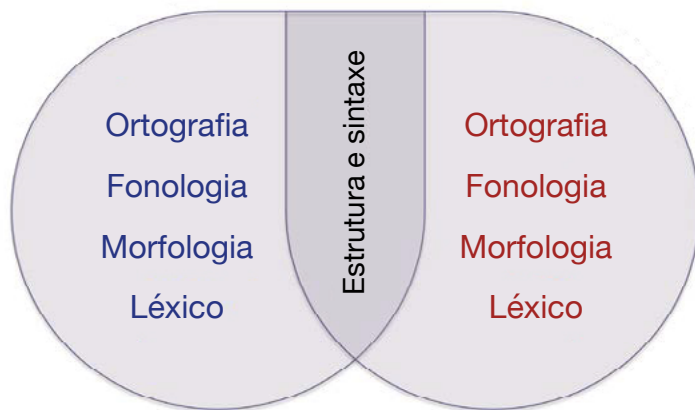 Ortografia
Fonologia
Morfologia
Léxico
Estrutura e sintaxe
Ortografia
Fonologia
Morfologia
Léxico